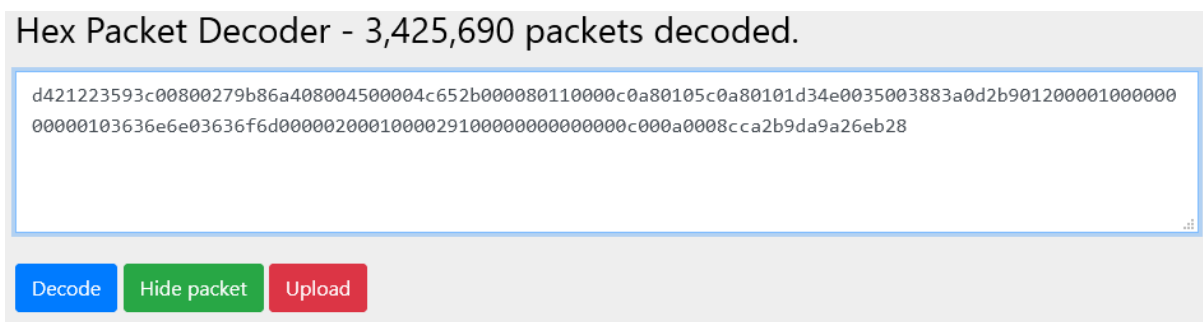 Hex Packet Decoder - 3,425,690 packets decoded.
d421223593c00800279b86a408004500004c652b000080110000c0a80105c0a80101d34e0035003883a0d2b901200001000000
00000103636e6e03636f6d0000020001000029100000000000000c000a0008cca2b9da9a26eb28
Decode
Hide packet
Upload